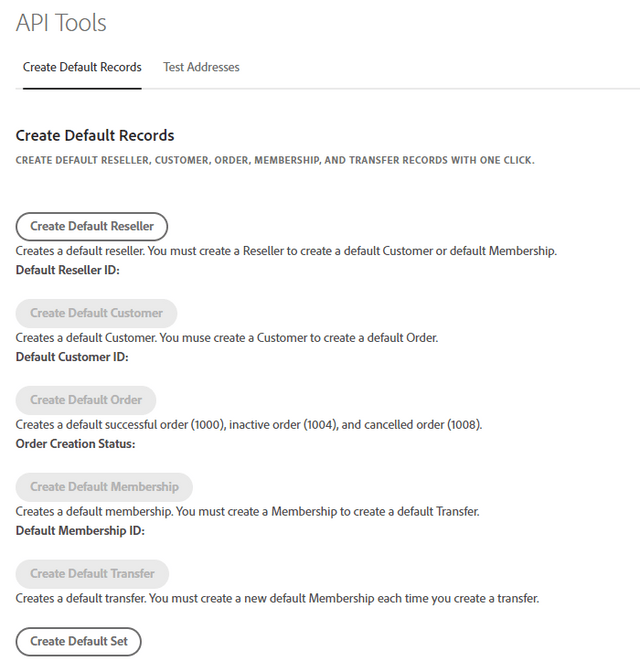 API Tools
Create Default Records Test Addresses
Create Default Records
CREATE DEFAULT RESELLER, CUSTOMER, ORDER, MEMBERSHIP, AND TRANSFER RECORDS WITH ONE CLICK.
Create Default Reseller
Creates a default reseller. You must create a Reseller to create a default Customer or default Membership.
Default Reseller ID:
Create Default Customer
Creates a default Customer. You muse create a Customer to create a default Order.
Default Customer ID:
Create Default Order
Creates a default successful order (1000), inactive order (1004), and cancelled order (1008).
Order Creation Status:
Create Default Membership
Creates a default membership. You must create a Membership to create a default Transfer.
Default Membership ID:
Create Default Transfer
Creates a default transfer. You must create a new default Membership each time you create a transfer.
Create Default Set